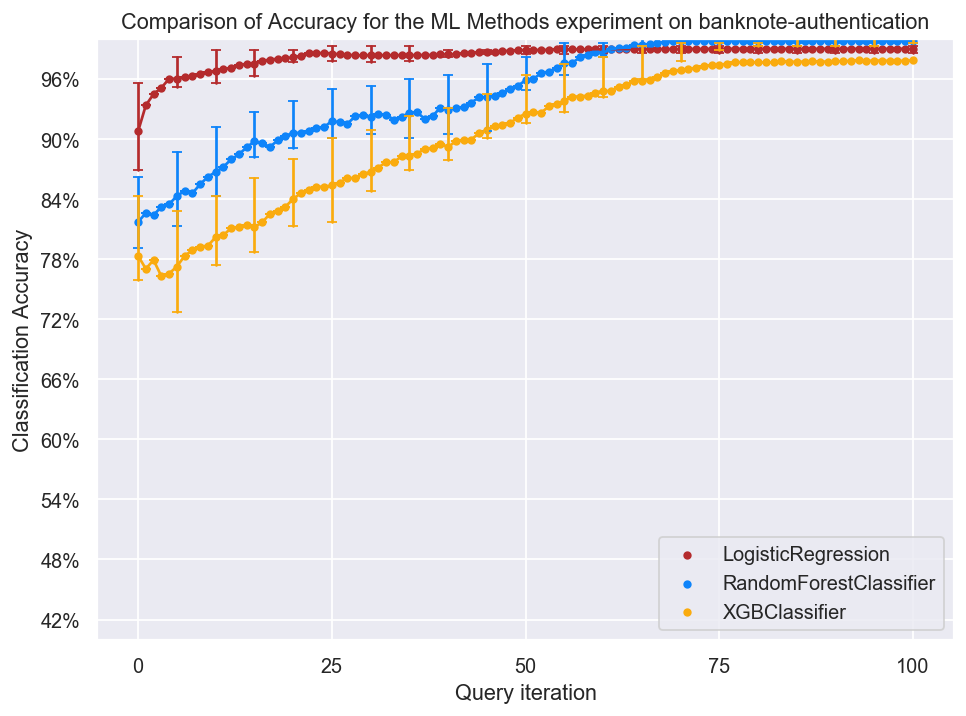 Comparison of Accuracy for the ML Methods experiment on banknote-authentication
Classification Accuracy
96%
90%
84%
78%
72%
66%
60%
54%
48%
42%
LogisticRegression
RandomForestClassifier
XGBClassifier
0 25 50 75 100
Query iteration